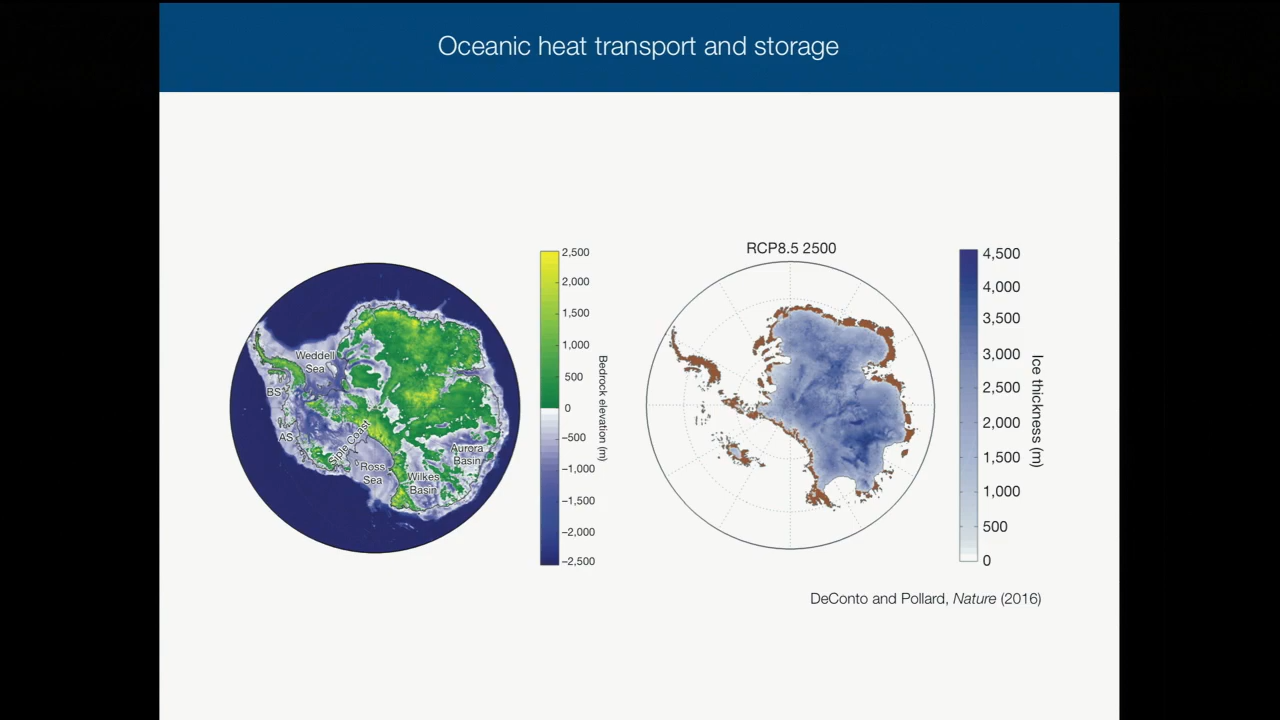 Oceanic heat transport and storage
Weddell
Sea
BS
AS
Siple Coast
Ross
Sea
Wilkes
Basin
Aurora
Basin
2,500
2,000
1,500
1,000
500
0
−500
−1,000
−1,500
−2,000
−2,500
Bedrock elevation (m)
RCP8.5 2500
4,500
4,000
3,500
3,000
2,500
2,000
1,500
1,000
500
0
Ice thickness (m)
DeConto and Pollard, Nature (2016)